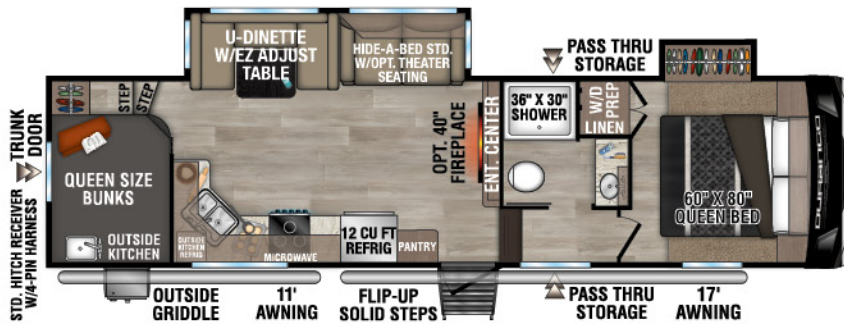 U-DINETTE
W/EZ ADJUST
TABLE
HIDE-A-BED STD.
W/OPT. THEATER
SEATING
PASS THRU
STORAGE
STEP
STEP
36" X 30"
SHOWER
W/D
PREP
LINEN
TRUNK
DOOR
STD. HITCH RECEIVER
W/4-PIN HARNESS
QUEEN SIZE
BUNKS
OPT. 40"
FIREPLACE
ENT. CENTER
60" X 80"
QUEEN BED
DURANGO
OUTSIDE
KITCHEN
OUTSIDE
KITCHEN
REFRIG
MICROWAVE
12 CU FT
REFRIG
PANTRY
OUTSIDE
GRIDDLE
11'
AWNING
FLIP-UP
SOLID STEPS
PASS THRU
STORAGE
17'
AWNING